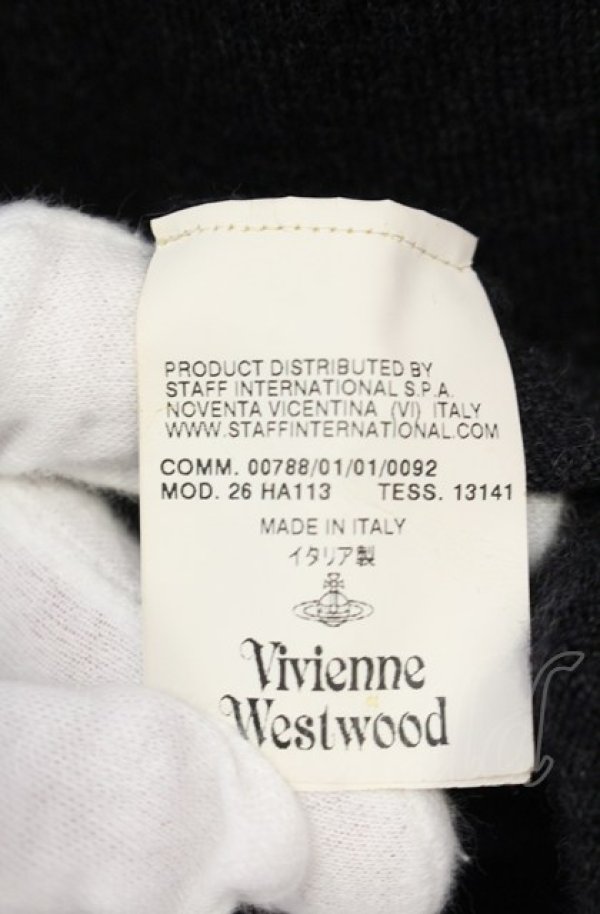 PRODUCT DISTRIBUTED BY
STAFF INTERNATIONAL S.P.A.
NOVENTA VICENTINA (VI) ITALY
WWW.STAFFINTERNATIONAL.COM
COMM. 00788/01/01/0092
MOD. 26 HA113 TESS. 13141
MADE IN ITALY
イタリア製
Vivienne
Westwood